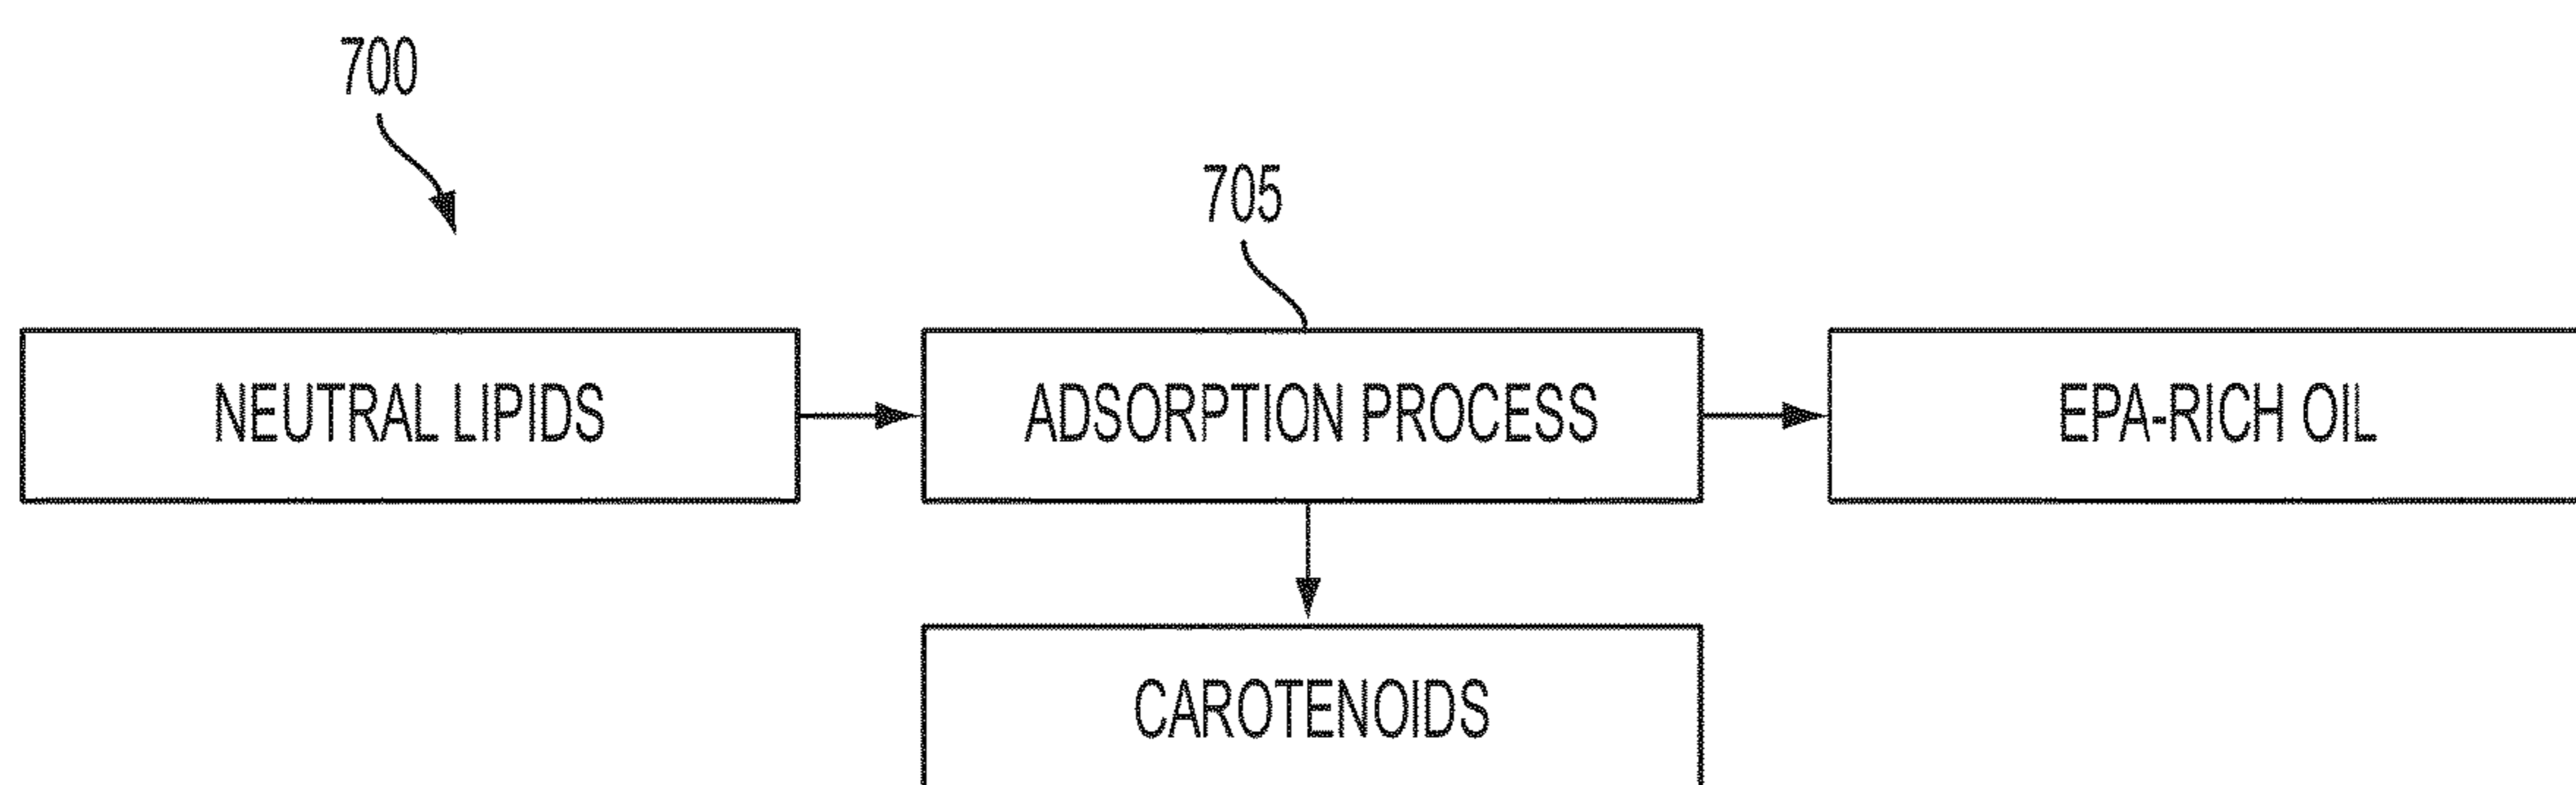 700
705
NEUTRAL LIPIDS
ADSORPTION PROCESS
EPA-RICH OIL
CAROTENOIDS